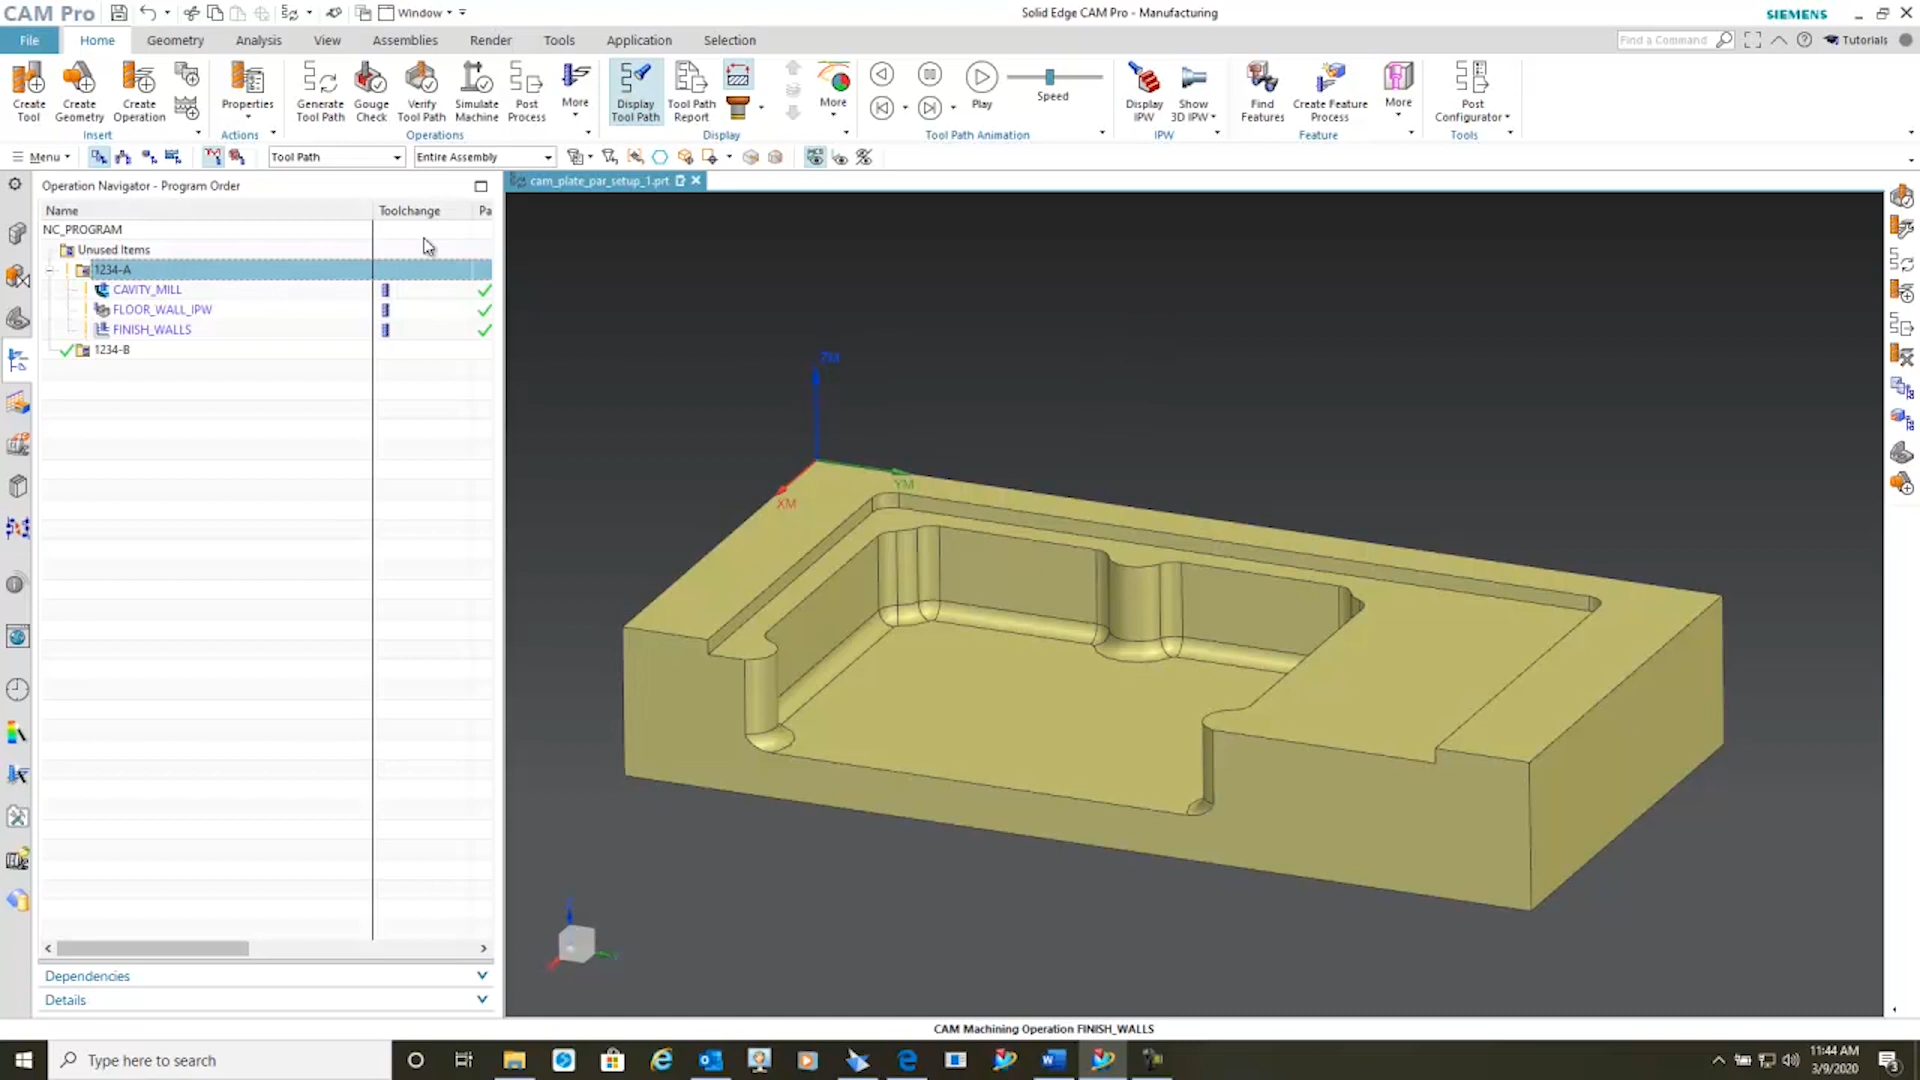 CAM Pro
Window
Solid Edge CAM Pro - Manufacturing
SIEMENS
File
Home
Geometry
Analysis
View
Assemblies
Render
Tools
Application
Selection
Find a Command
Tutorials
Create Tool
Create Geometry
Create Operation
Properties
Generate Tool Path
Gouge Check
Verify Tool Path
Simulate Machine
Post Process
More
Display Tool Path
Tool Path Report
More
Play
Speed
Display IPW
Show 3D IPW
Find Features
Create Feature Process
More
Post Configurator
Insert
Actions
Operations
Display
Tool Path Animation
IPW
Feature
Tools
Menu
Tool Path
Entire Assembly
Operation Navigator - Program Order
cam_plate_par_setup_1.prt
Name
Toolchange
Pa
NC_PROGRAM
Unused Items
1234-A
CAVITY_MILL
FLOOR_WALL_IPW
FINISH_WALLS
1234-B
ZM
YM
XM
Dependencies
Details
CAM Machining Operation FINISH_WALLS
Type here to search
11:44 AM
3/9/2020
3